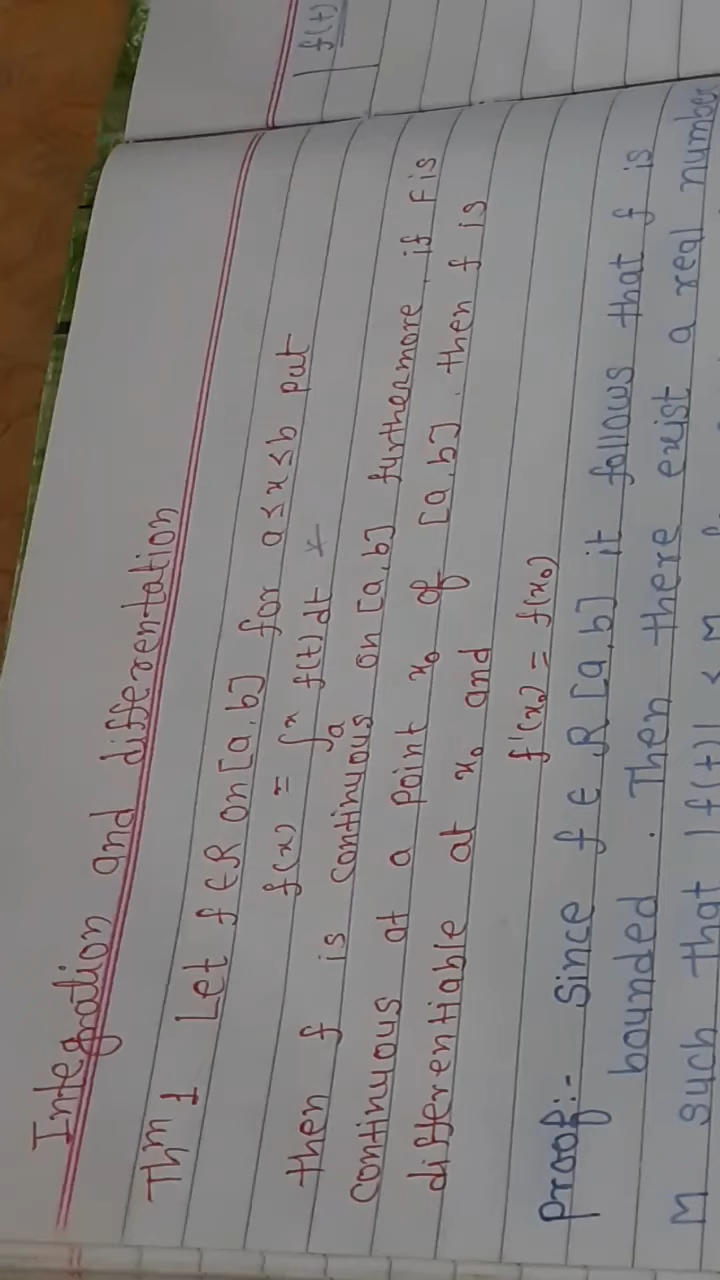 Integration and differentation
Thm 1 Let f ∈ R on [a,b] for a ≤ x ≤ b put
f(x) = ∫ₐˣ f(t) dt
then f is continuous on [a,b] furthermore, if F is
continuous at a point x₀ of [a,b]. then f is
differentiable at x₀ and
f'(x₀) = f(x₀)
Proof:- Since f ∈ R [a,b] it follows that f is
bounded. Then there exist a real number
M such that |f(t)| ≤ M
f(t)